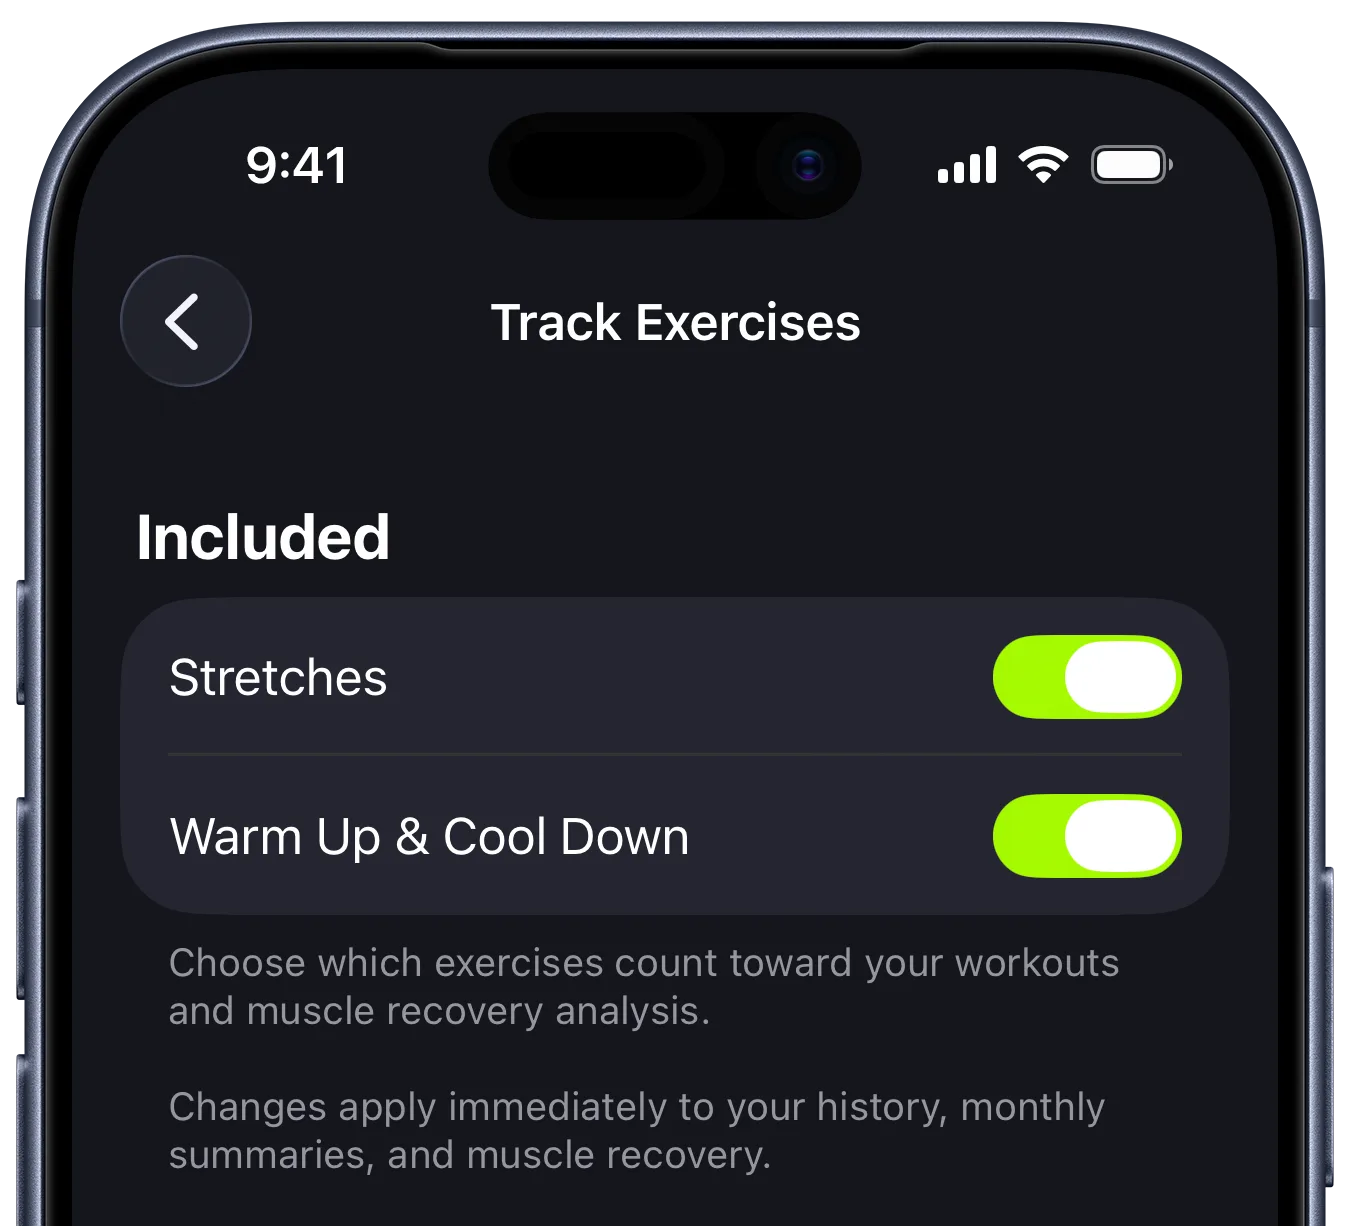 9:41
Track Exercises
Included
Stretches
Warm Up & Cool Down
Choose which exercises count toward your workouts
and muscle recovery analysis.
Changes apply immediately to your history, monthly
summaries, and muscle recovery.